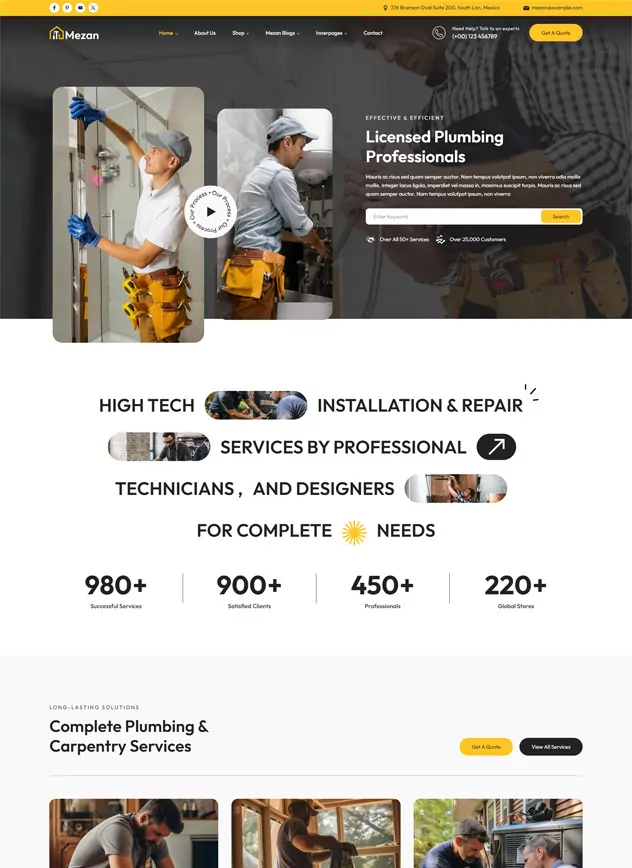 376 Bramson Oval Suite 200, South Lon, Mexico
mezan@example.com
Mezan
Home
About Us
Shop
Mezan Blogs
Innerpages
Contact
Need Help? Talk to an experts
(+00) 123 456789
Get A Quote
EFFECTIVE & EFFICIENT
Licensed Plumbing
Professionals
Mauris ac risus sed quam semper auctor. Nam tempus volutpat ipsum, non viverra odio mollis
mollis. Integer lacus ligula, imperdiet vel massa in, maximus suscipit turpis. Mauris ac risus sed
quam semper auctor. Nam tempus volutpat ipsum, non viverra
Enter Keyword
Search
Over All 50+ Services
Over 25,000 Customers
Our Process • Our Process • Our Process •
HIGH TECH INSTALLATION & REPAIR
SERVICES BY PROFESSIONAL
TECHNICIANS , AND DESIGNERS
FOR COMPLETE NEEDS
980+
Successful Services
900+
Satisfied Clients
450+
Professionals
220+
Global Stores
LONG-LASTING SOLUTIONS
Complete Plumbing &
Carpentry Services
Get A Quote
View All Services